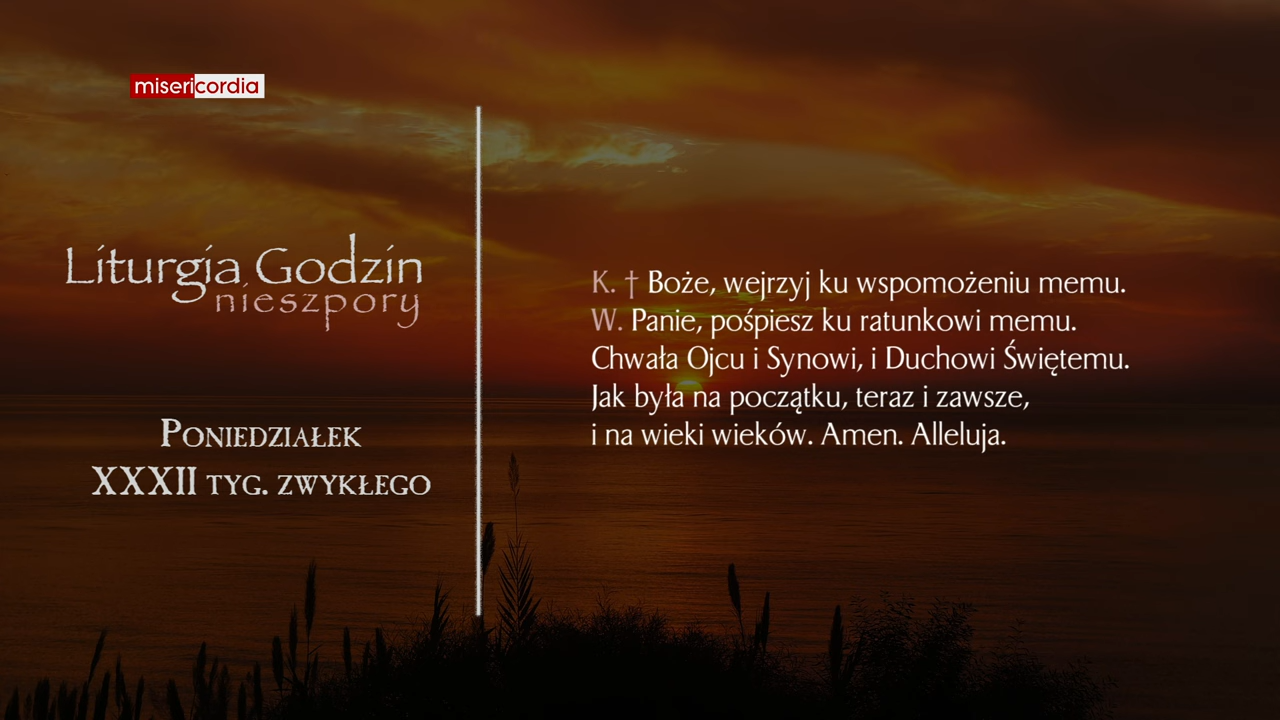 misericordia
Liturgia Godzin
nieszpory
Poniedziałek
XXXII tyg. zwykłego
K. † Boże, wejrzyj ku wspomożeniu memu.
W. Panie, pośpiesz ku ratunkowi memu.
Chwała Ojcu i Synowi, i Duchowi Świętemu.
Jak była na początku, teraz i zawsze,
i na wieki wieków. Amen. Alleluja.